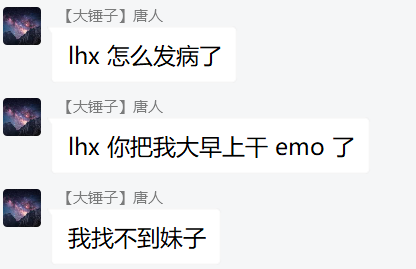 【大锤子】唐人
lhx 怎么发病了
【大锤子】唐人
lhx 你把我大早上干 emo 了
【大锤子】唐人
我找不到妹子